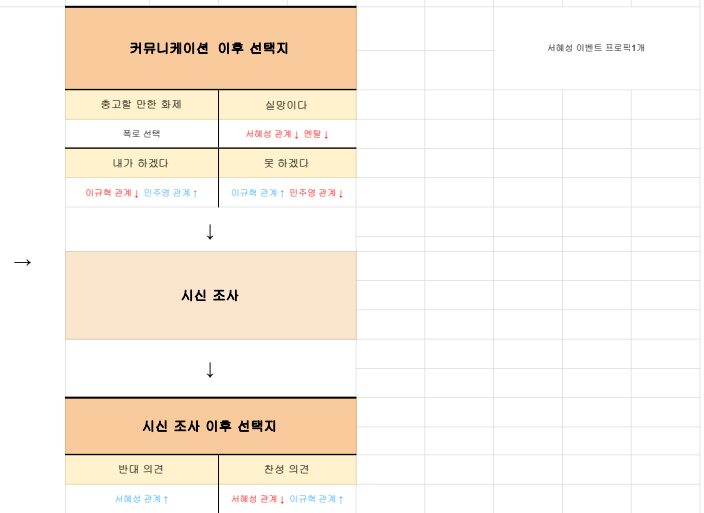 커뮤니케이션 이후 선택지
서혜성 이벤트 프로픽1개
충고할 만한 화제 실망이다
폭로 선택 서혜성 관계↓ 멘탈↓
내가 하겠다 못 하겠다
이규혁 관계↓ 민주영 관계↑ 이규혁 관계↑ 민주영 관계↓
↓
→
시신 조사
↓
시신 조사 이후 선택지
반대 의견 찬성 의견
서혜성 관계↑ 서혜성 관계↓ 이규혁 관계↑